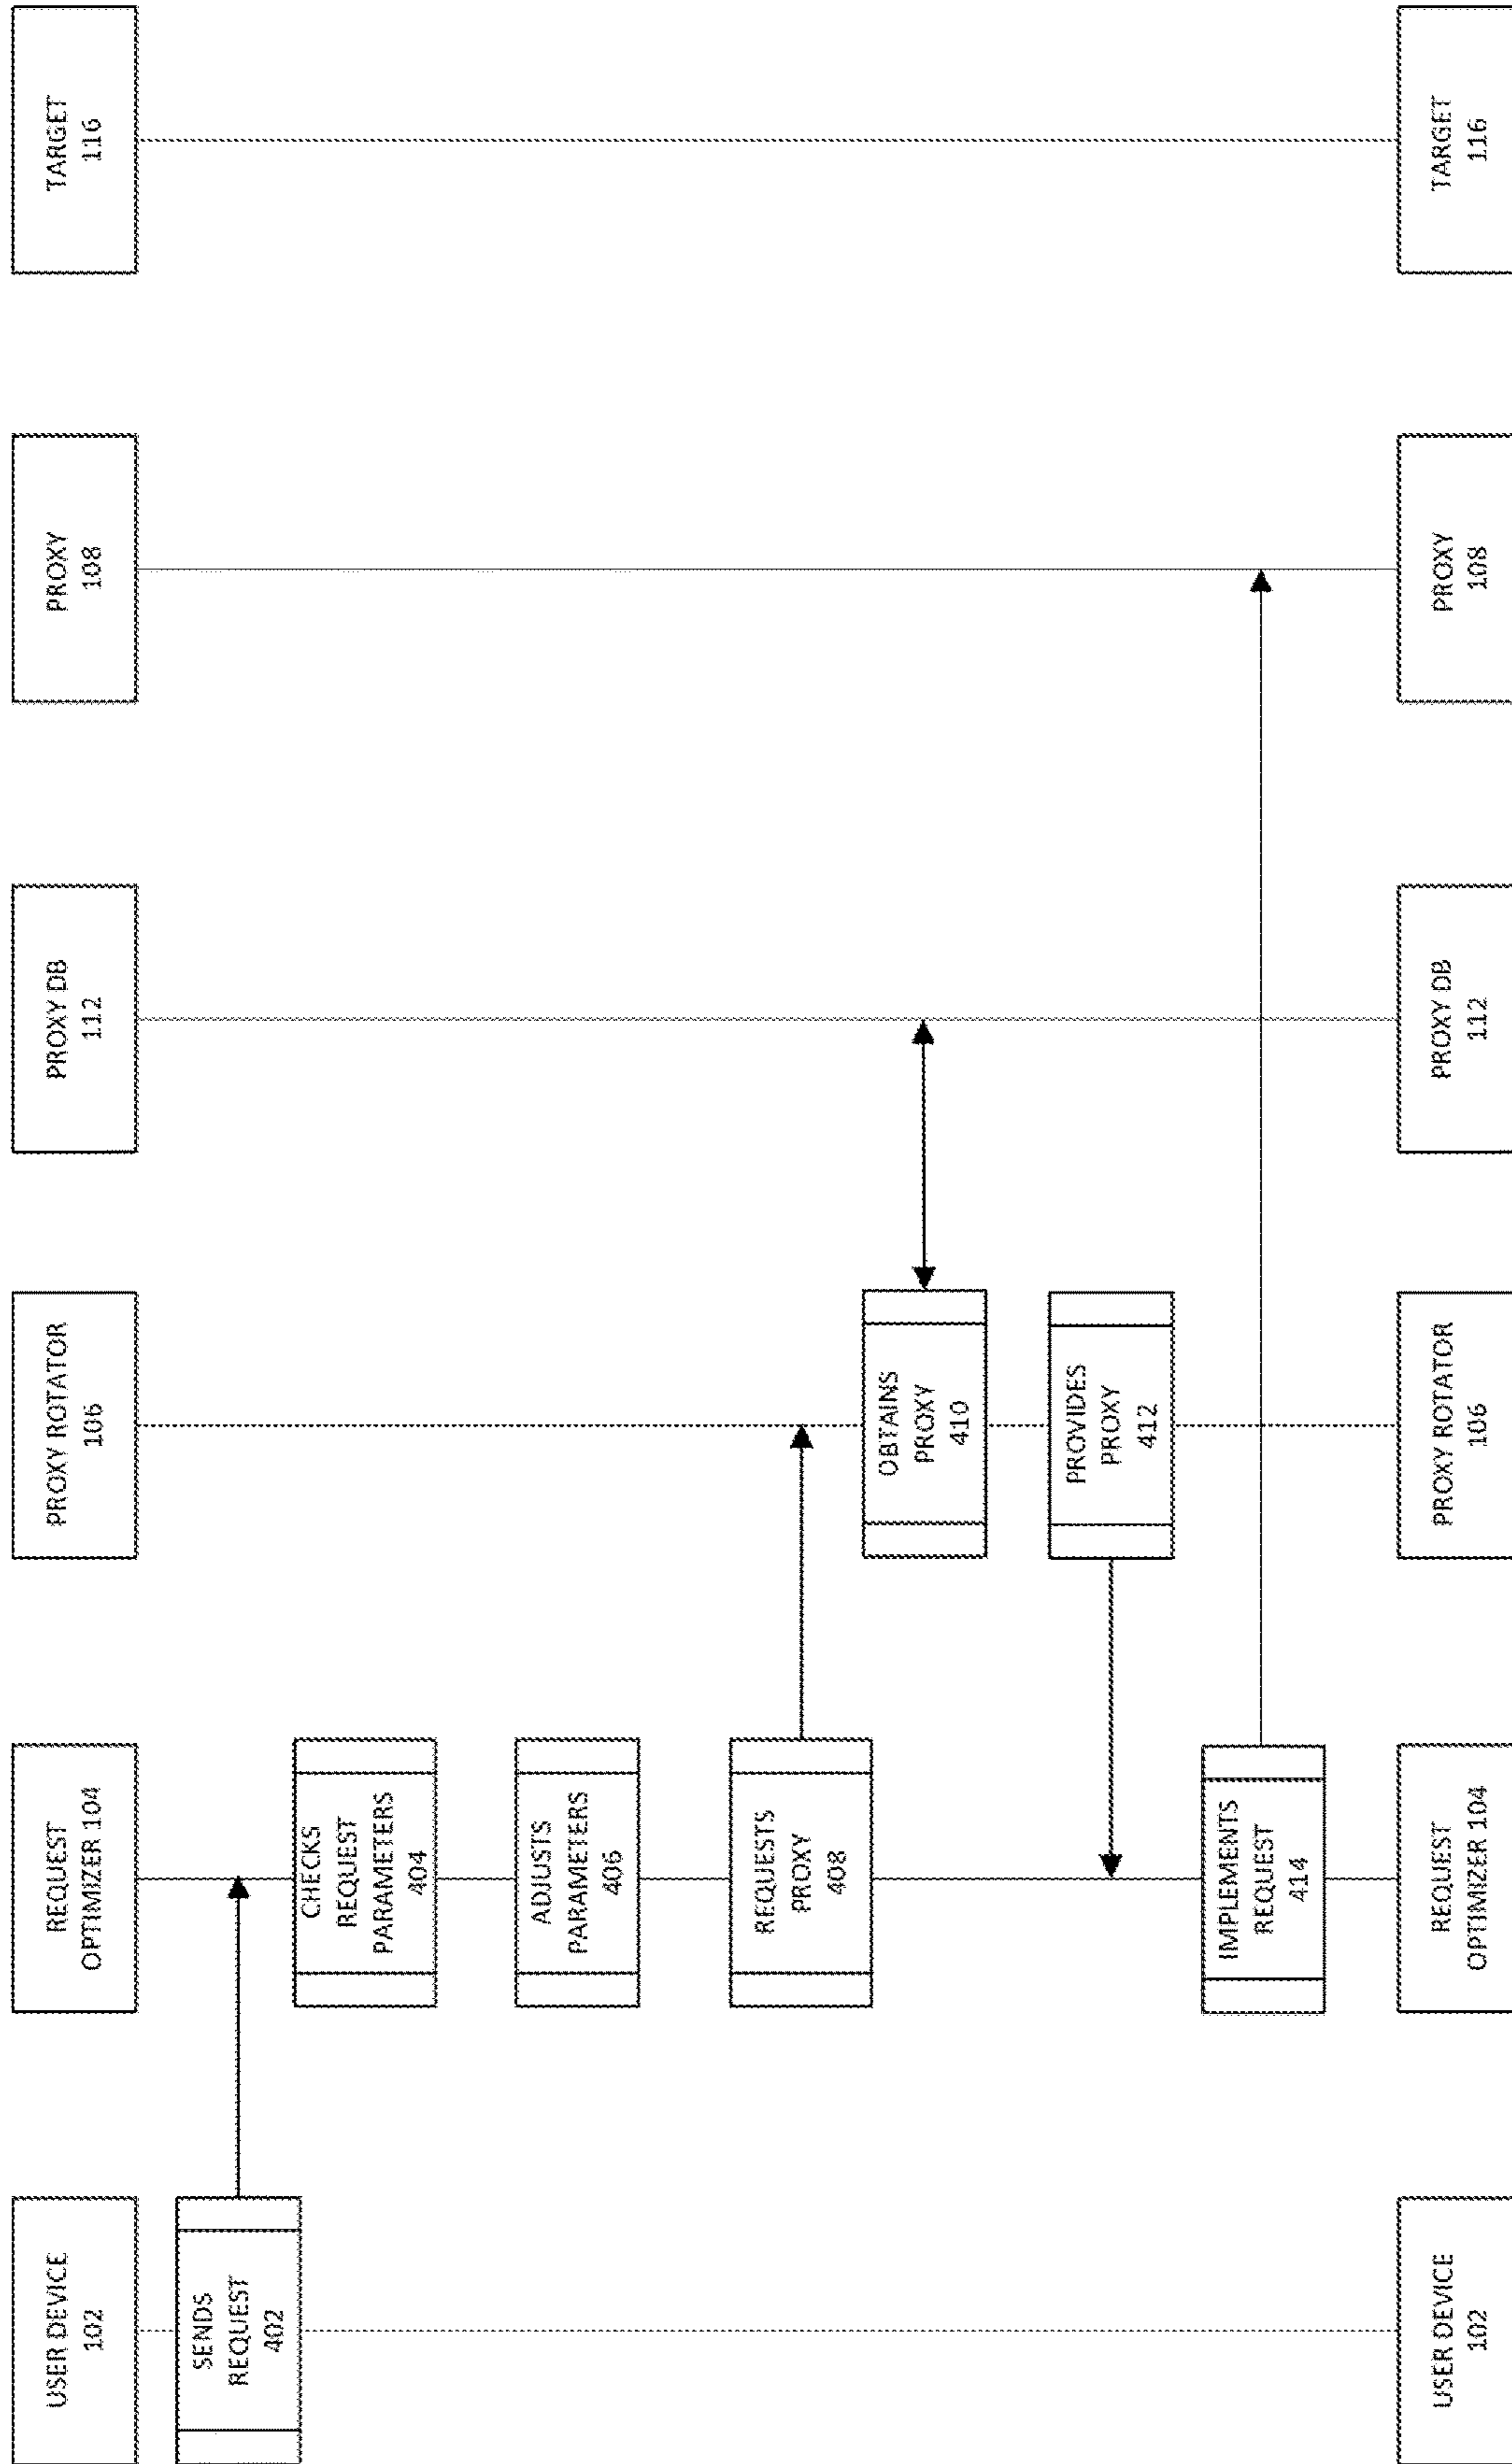 USER DEVICE
102
REQUEST
OPTIMIZER 104
PROXY ROTATOR
106
PROXY DB
112
PROXY
108
TARGET
116
SENDS
REQUEST
402
CHECKS
REQUEST
PARAMETERS
404
ADJUSTS
PARAMETERS
406
REQUESTS
PROXY
408
OBTAINS
PROXY
410
PROVIDES
PROXY
412
IMPLEMENTS
REQUEST
414
USER DEVICE
102
REQUEST
OPTIMIZER 104
PROXY ROTATOR
106
PROXY DB
112
PROXY
108
TARGET
116